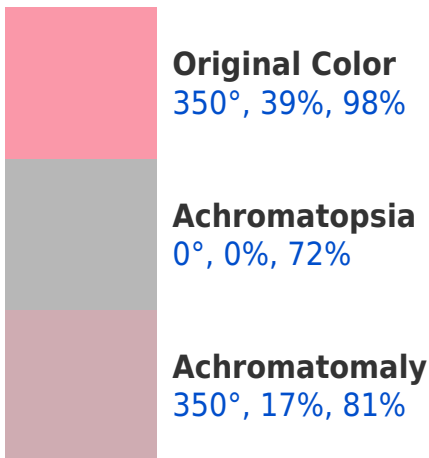 Original Color
350°, 39%, 98%
Achromatopsia
0°, 0%, 72%
Achromatomaly
350°, 17%, 81%